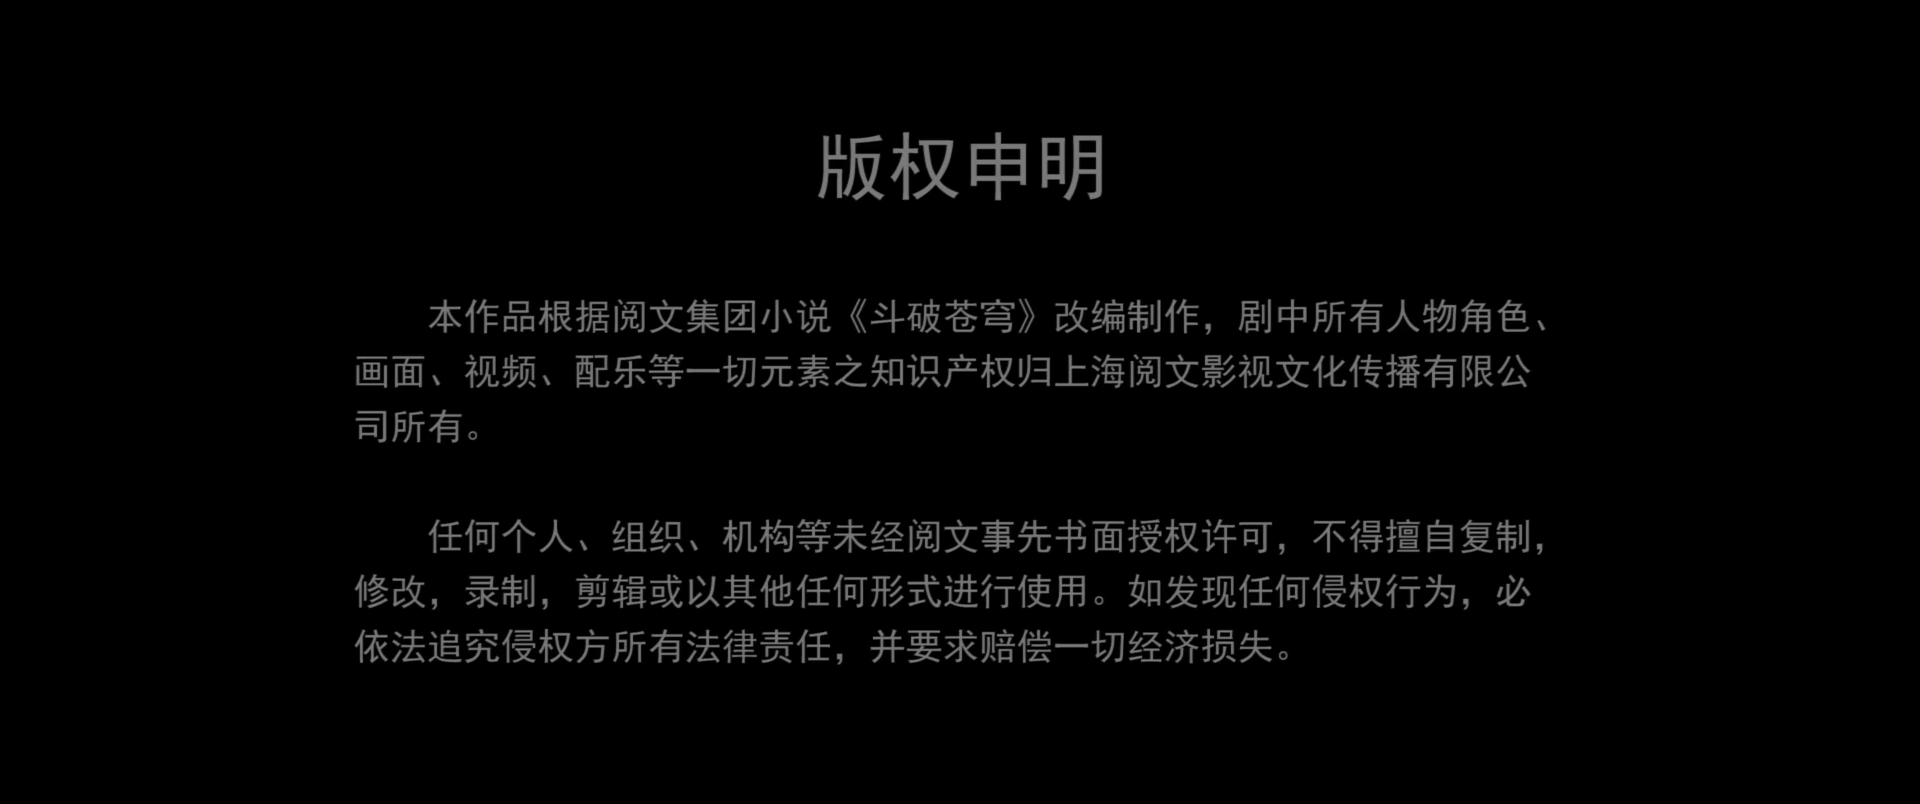 版权申明
本作品根据阅文集团小说《斗破苍穹》改编制作，剧中所有人物角色、
画面、视频、配乐等一切元素之知识产权归上海阅文影视文化传播有限公
司所有。
任何个人、组织、机构等未经阅文事先书面授权许可，不得擅自复制，
修改，录制，剪辑或以其他任何形式进行使用。如发现任何侵权行为，必
依法追究侵权方所有法律责任，并要求赔偿一切经济损失。